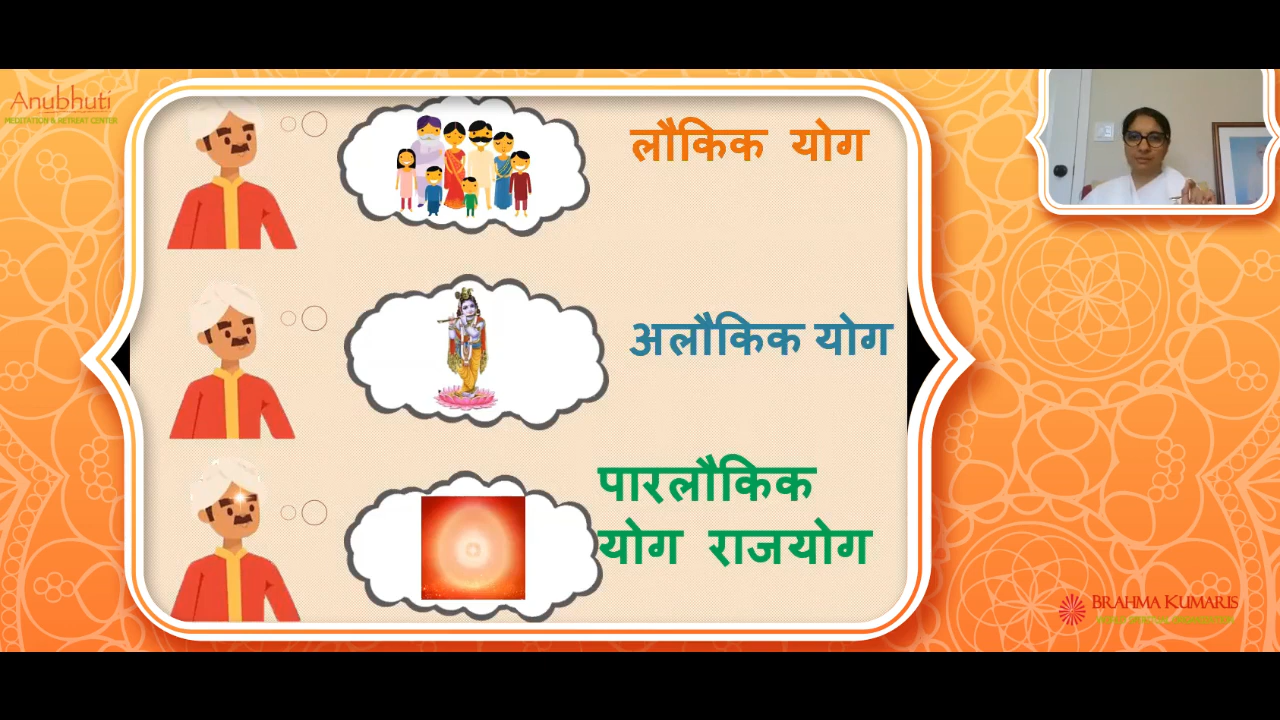 Anubhuti
MEDITATION & RETREAT CENTER
लौकिक योग
अलौकिक योग
पारलौकिक
योग राजयोग
BRAHMA KUMARIS